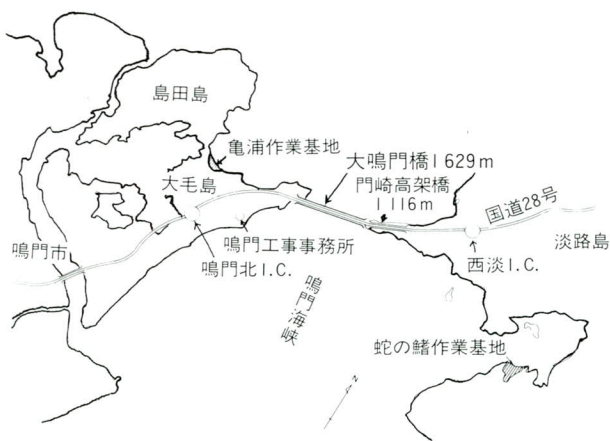 島田島
亀浦作業基地
大鳴門橋1629m
大毛島
門崎高架橋
1116m
国道28号
鳴門市
鳴門工事事務所
鳴門北I.C.
淡路島
西淡I.C.
鳴門海峡
蛇の鰭作業基地
N